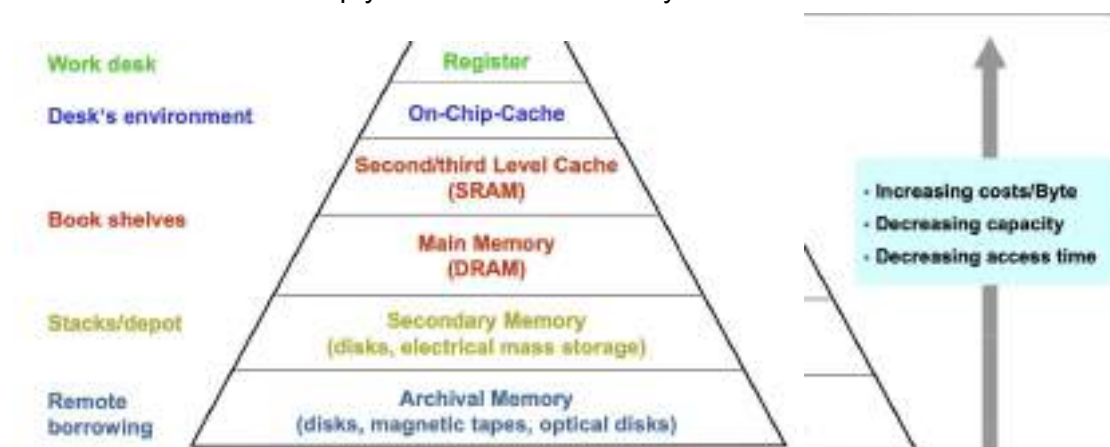 Work desk
Register
Desk's environment
On-Chip-Cache
Second/third Level Cache
(SRAM)
Book shelves
Main Memory
(DRAM)
Stacks/depot
Secondary Memory
(disks, electrical mass storage)
Remote
borrowing
Archival Memory
(disks, magnetic tapes, optical disks)
- Increasing costs/Byte
- Decreasing capacity
- Decreasing access time